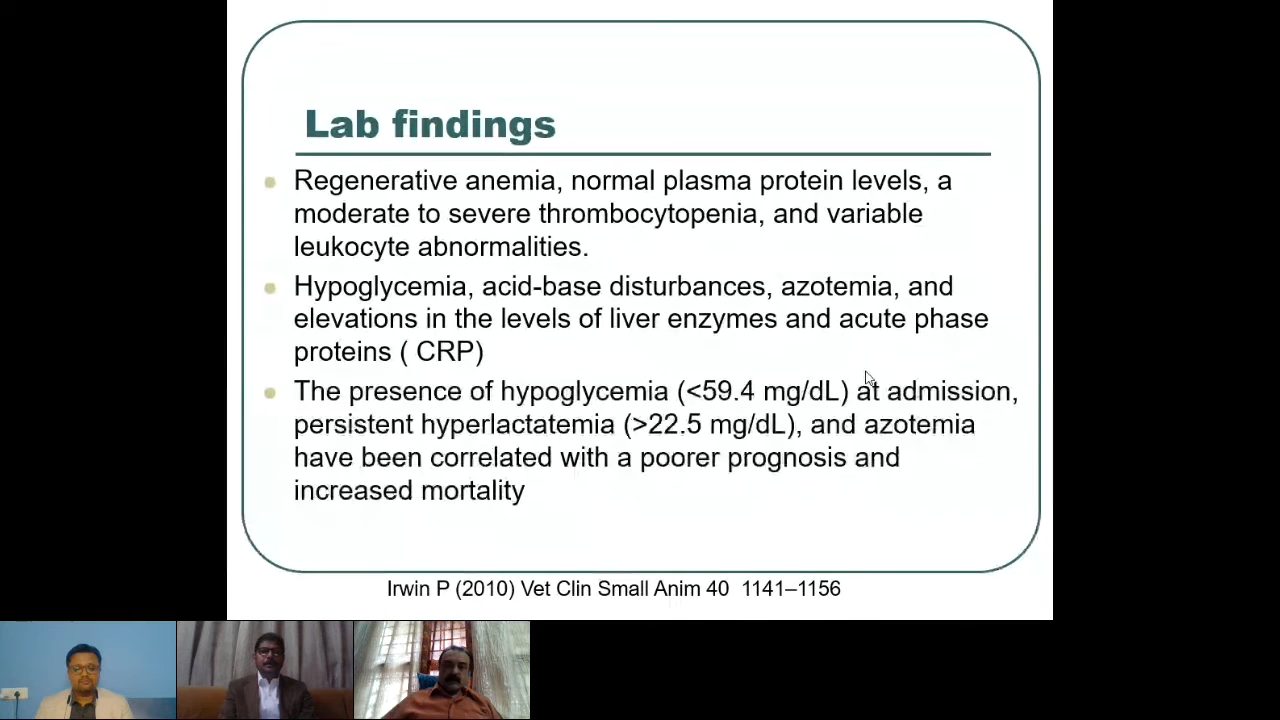 Lab findings
Regenerative anemia, normal plasma protein levels, a
moderate to severe thrombocytopenia, and variable
leukocyte abnormalities.
Hypoglycemia, acid-base disturbances, azotemia, and
elevations in the levels of liver enzymes and acute phase
proteins ( CRP)
The presence of hypoglycemia (<59.4 mg/dL) at admission,
persistent hyperlactatemia (>22.5 mg/dL), and azotemia
have been correlated with a poorer prognosis and
increased mortality
Irwin P (2010) Vet Clin Small Anim 40 1141–1156